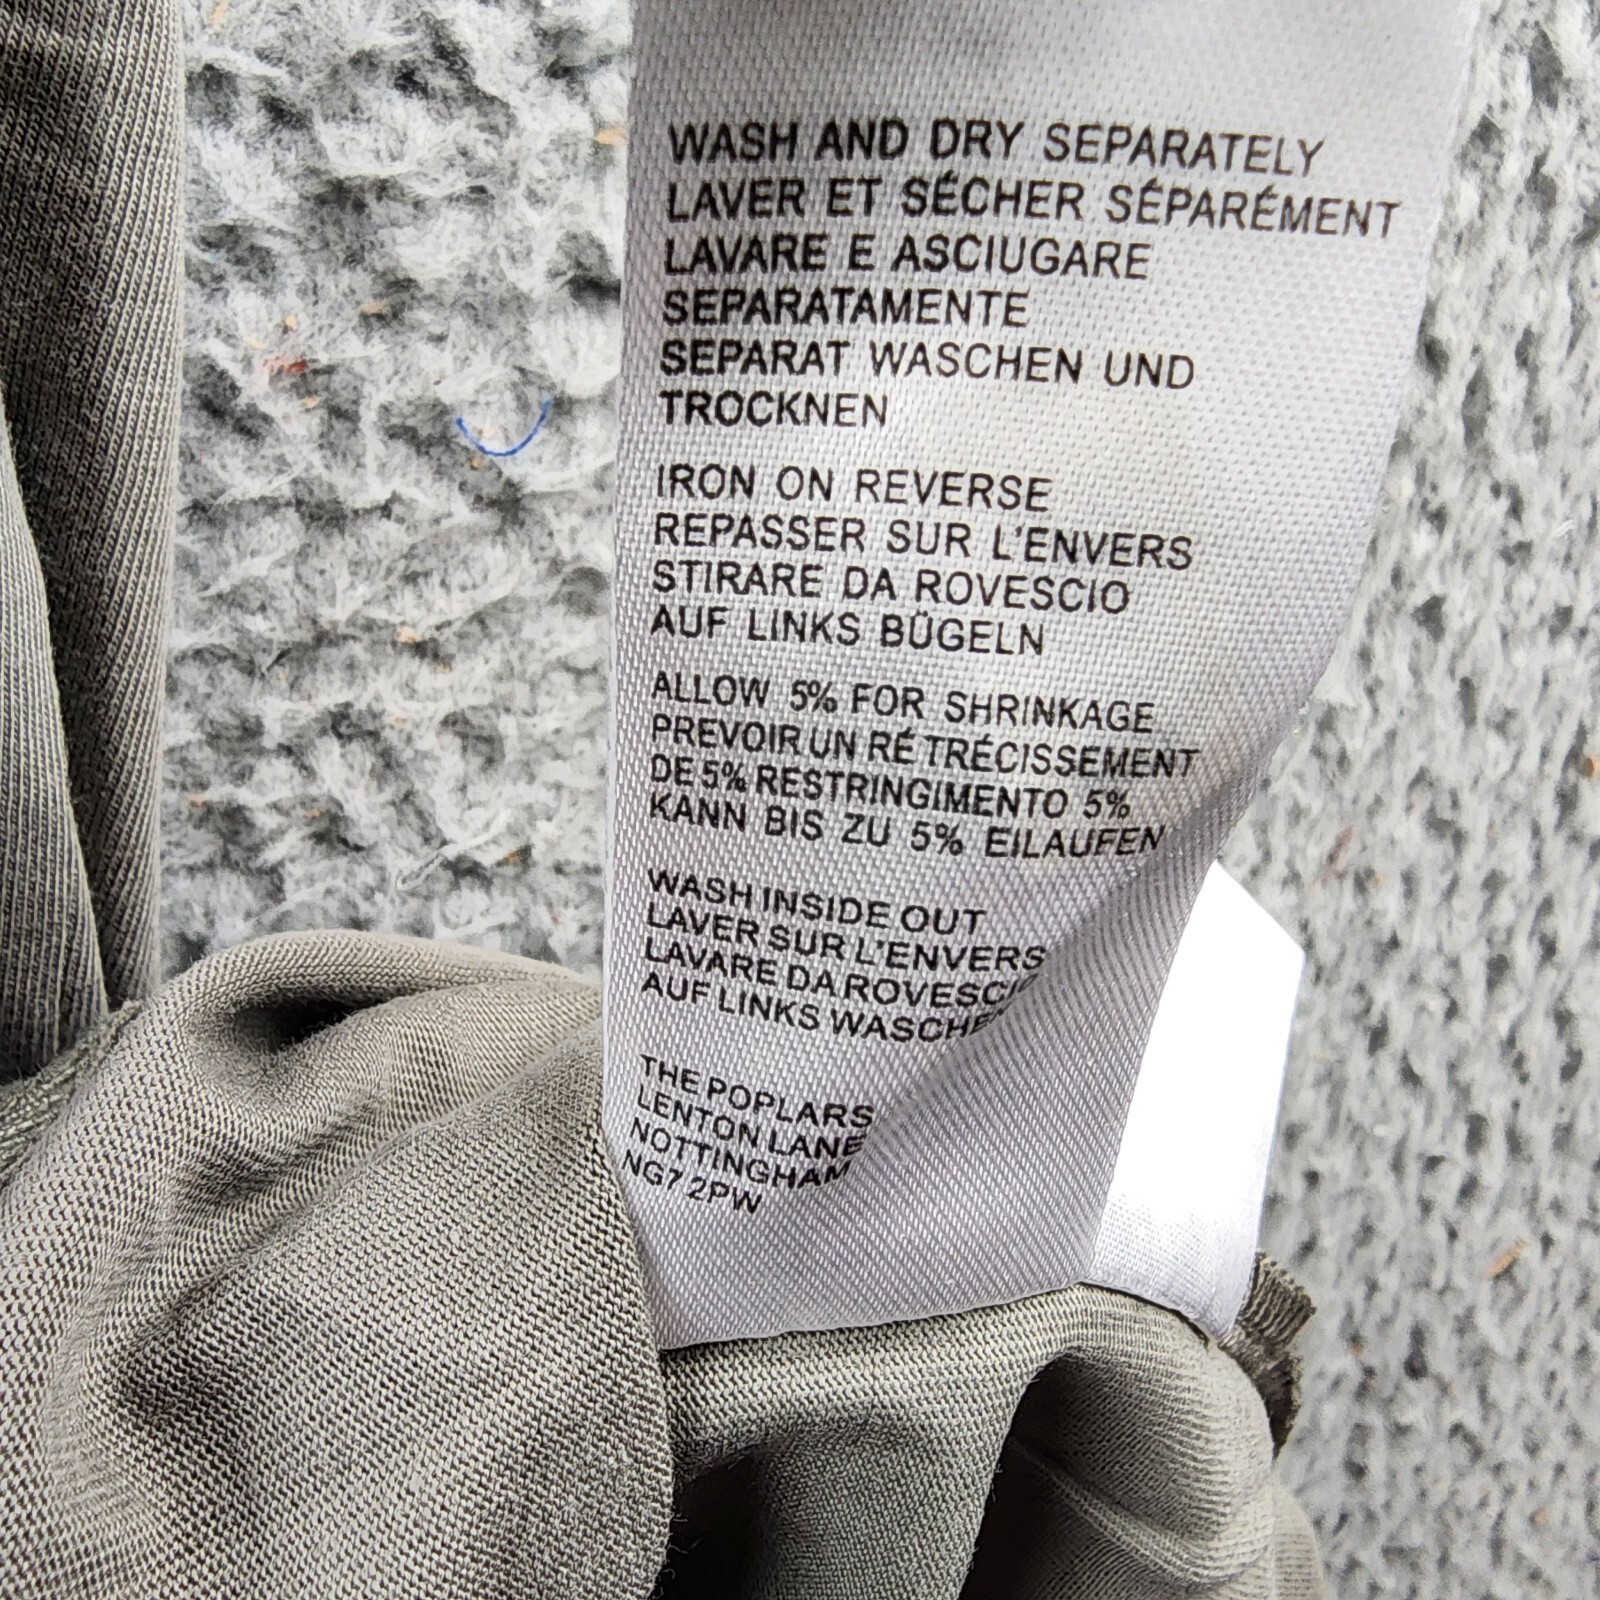 WASH AND DRY SEPARATELY
LAVER ET SÉCHER SÉPARÉMENT
LAVARE E ASCIUGARE
SEPARATAMENTE
SEPARAT WASCHEN UND
TROCKNEN
IRON ON REVERSE
REPASSER SUR L'ENVERS
STIRARE DA ROVESCIO
AUF LINKS BÜGELN
ALLOW 5% FOR SHRINKAGE
PREVOIR UN RÉ TRÉCISSEMENT
DE 5% RESTRINGIMENTO 5%
KANN BIS ZU 5% EILAUFEN
WASH INSIDE OUT
LAVER SUR L'ENVERS
LAVARE DA ROVESCIO
AUF LINKS WASCHEN
THE POPLARS
LENTON LANE
NOTTINGHAM
NG7 2PW